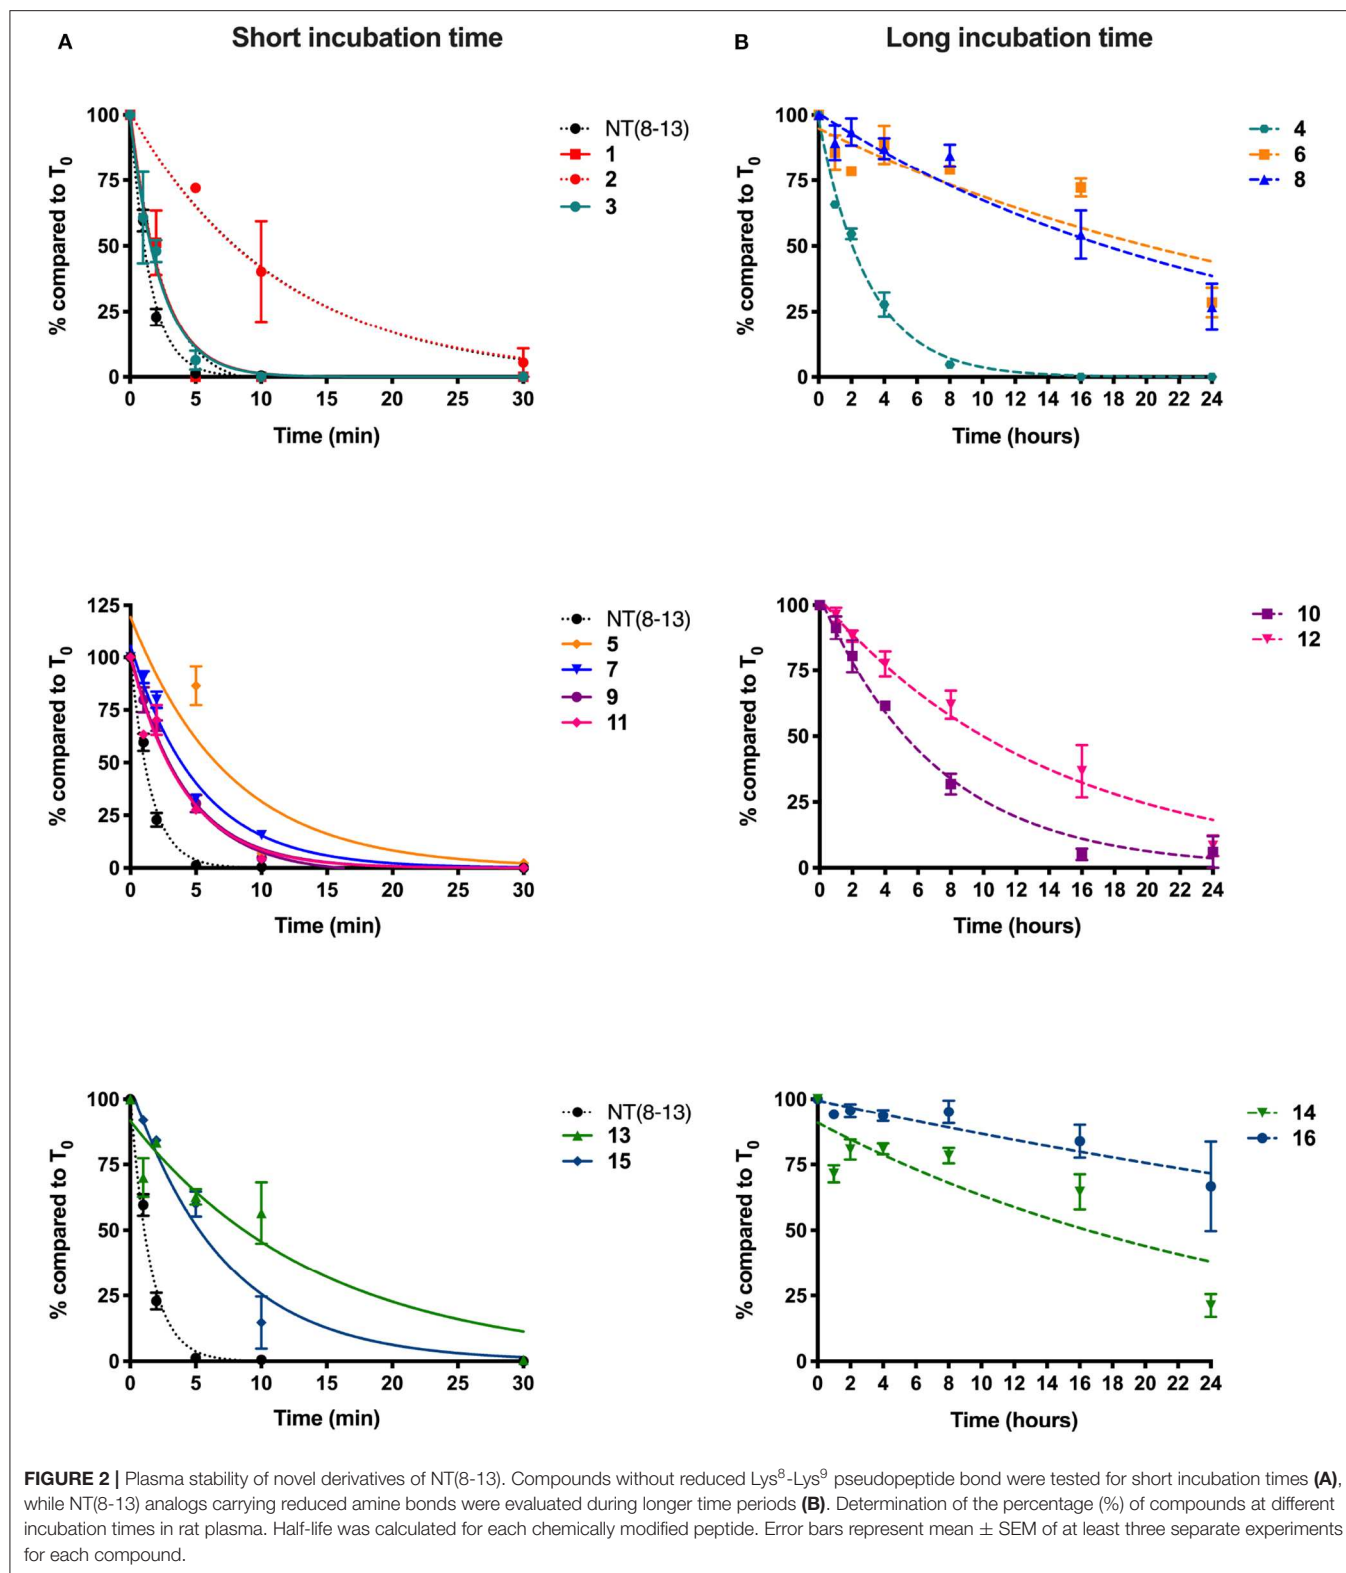 A Short incubation time
B Long incubation time
% compared to T0
100
75
50
25
0
0 5 10 15 20 25 30
Time (min)
NT(8-13)
1
2
3
% compared to T0
100
75
50
25
0
0 2 4 6 8 10 12 14 16 18 20 22 24
Time (hours)
4
6
8
% compared to T0
125
100
75
50
25
0
0 5 10 15 20 25 30
Time (min)
NT(8-13)
5
7
9
11
% compared to T0
100
75
50
25
0
0 2 4 6 8 10 12 14 16 18 20 22 24
Time (hours)
10
12
% compared to T0
100
75
50
25
0
0 5 10 15 20 25 30
Time (min)
NT(8-13)
13
15
% compared to T0
100
75
50
25
0
0 2 4 6 8 10 12 14 16 18 20 22 24
Time (hours)
14
16
FIGURE 2 | Plasma stability of novel derivatives of NT(8-13). Compounds without reduced Lys8-Lys9 pseudopeptide bond were tested for short incubation times (A),
while NT(8-13) analogs carrying reduced amine bonds were evaluated during longer time periods (B). Determination of the percentage (%) of compounds at different
incubation times in rat plasma. Half-life was calculated for each chemically modified peptide. Error bars represent mean ± SEM of at least three separate experiments
for each compound.